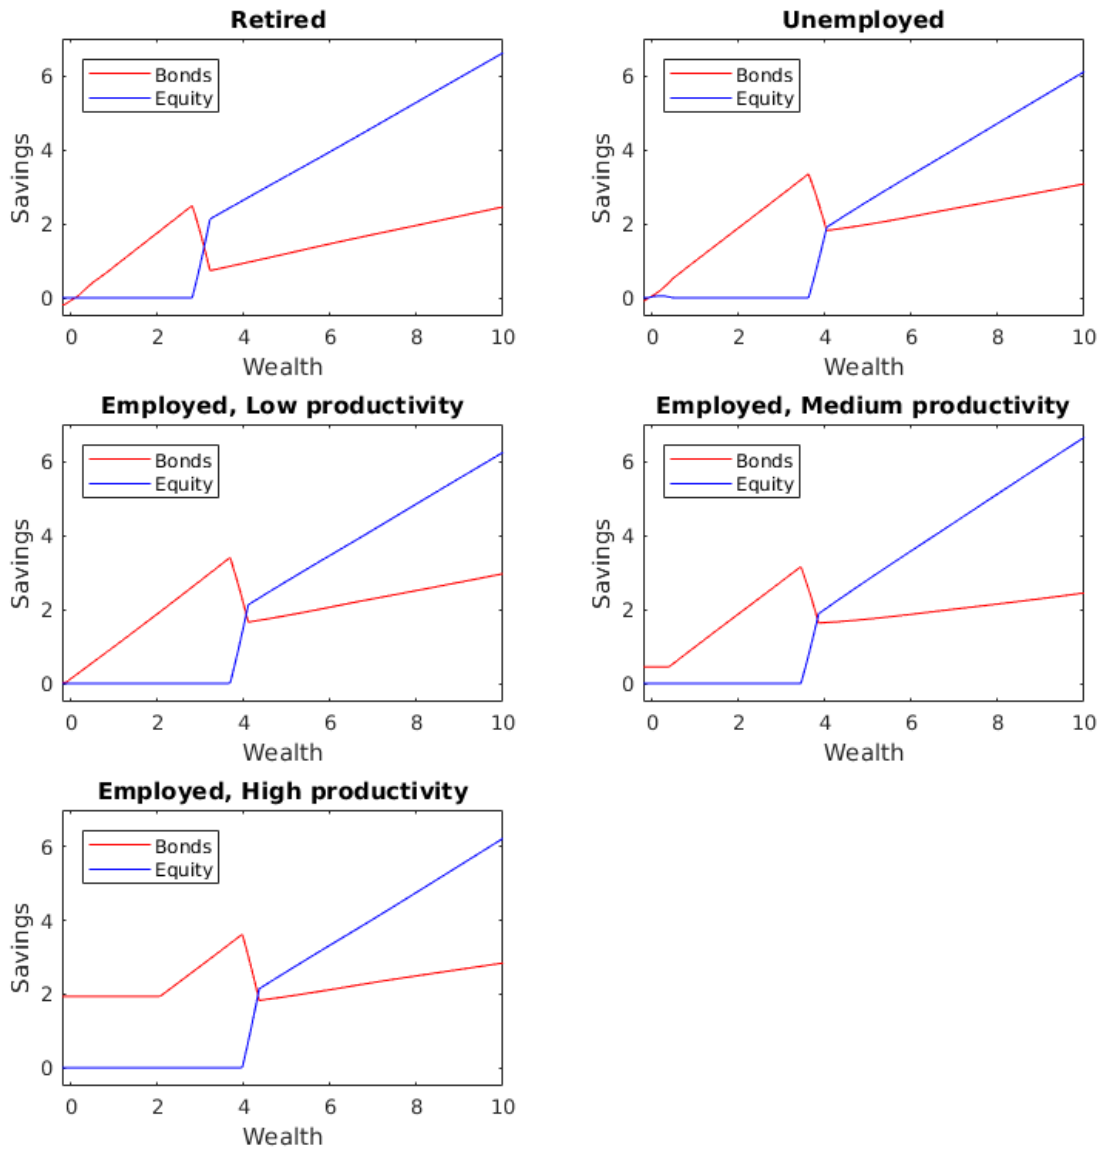 Retired
Bonds
Equity
Savings
6
4
2
0
0 2 4 6 8 10
Wealth
Unemployed
Bonds
Equity
Savings
6
4
2
0
0 2 4 6 8 10
Wealth
Employed, Low productivity
Bonds
Equity
Savings
6
4
2
0
0 2 4 6 8 10
Wealth
Employed, Medium productivity
Bonds
Equity
Savings
6
4
2
0
0 2 4 6 8 10
Wealth
Employed, High productivity
Bonds
Equity
Savings
6
4
2
0
0 2 4 6 8 10
Wealth